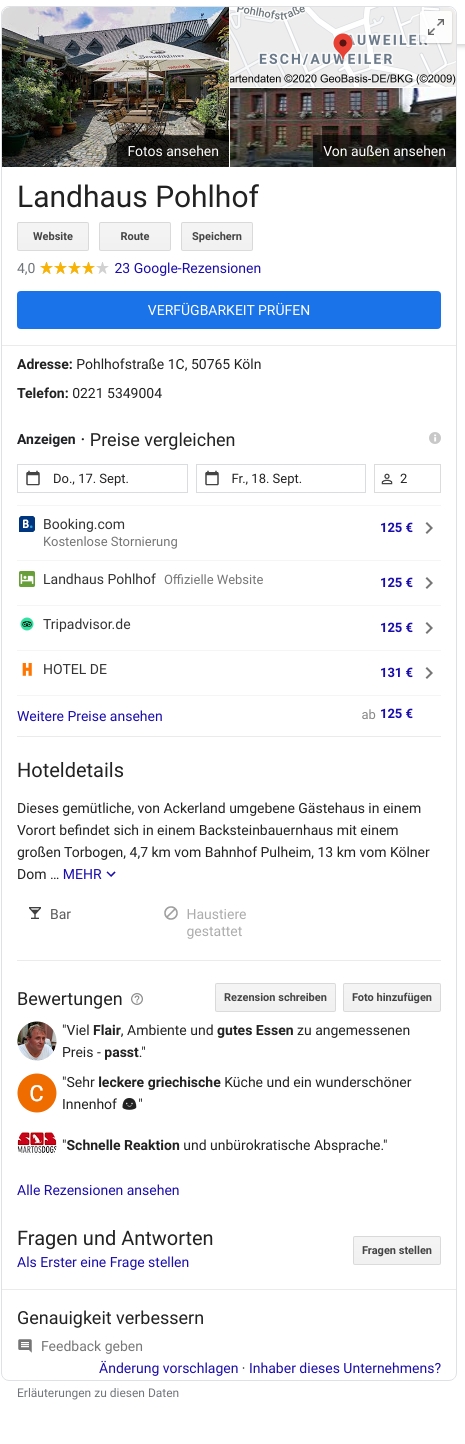 Pohlhofstraße
AUWEILER
ESCH/AUWEILER
artendaten ©2020 GeoBasis-DE/BKG (©2009)
Benediktiner
Fotos ansehen
Von außen ansehen
Landhaus Pohlhof
Website
Route
Speichern
4,0 23 Google-Rezensionen
VERFÜGBARKEIT PRÜFEN
Adresse: Pohlhofstraße 1C, 50765 Köln
Telefon: 0221 5349004
Anzeigen · Preise vergleichen
Do., 17. Sept.
Fr., 18. Sept.
2
B.
Booking.com
125 €
Kostenlose Stornierung
Landhaus Pohlhof Offizielle Website
125 €
Tripadvisor.de
125 €
H
HOTEL DE
131 €
Weitere Preise ansehen
ab 125 €
Hoteldetails
Dieses gemütliche, von Ackerland umgebene Gästehaus in einem
Vorort befindet sich in einem Backsteinbauernhaus mit einem
großen Torbogen, 4,7 km vom Bahnhof Pulheim, 13 km vom Kölner
Dom … MEHR
Bar
Haustiere
gestattet
Bewertungen
Rezension schreiben
Foto hinzufügen
"Viel Flair, Ambiente und gutes Essen zu angemessenen
Preis - passt."
C
"Sehr leckere griechische Küche und ein wunderschöner
Innenhof 🌚"
SDS
MARTOSDOGS
"Schnelle Reaktion und unbürokratische Absprache."
Alle Rezensionen ansehen
Fragen und Antworten
Als Erster eine Frage stellen
Fragen stellen
Genauigkeit verbessern
Feedback geben
Änderung vorschlagen · Inhaber dieses Unternehmens?
Erläuterungen zu diesen Daten